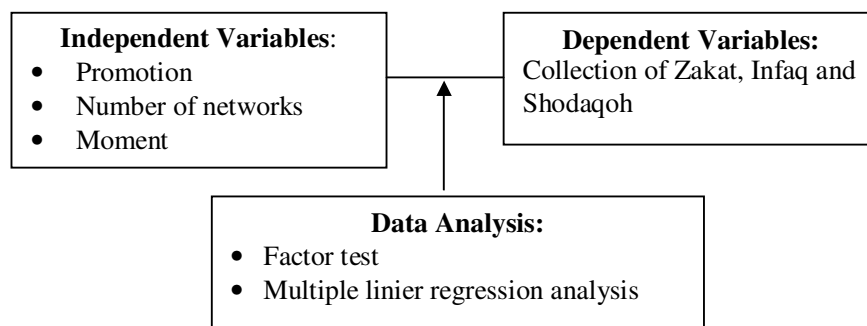 Independent Variables:
• Promotion
• Number of networks
• Moment
Dependent Variables:
Collection of Zakat, Infaq and
Shodaqoh
Data Analysis:
• Factor test
• Multiple linier regression analysis